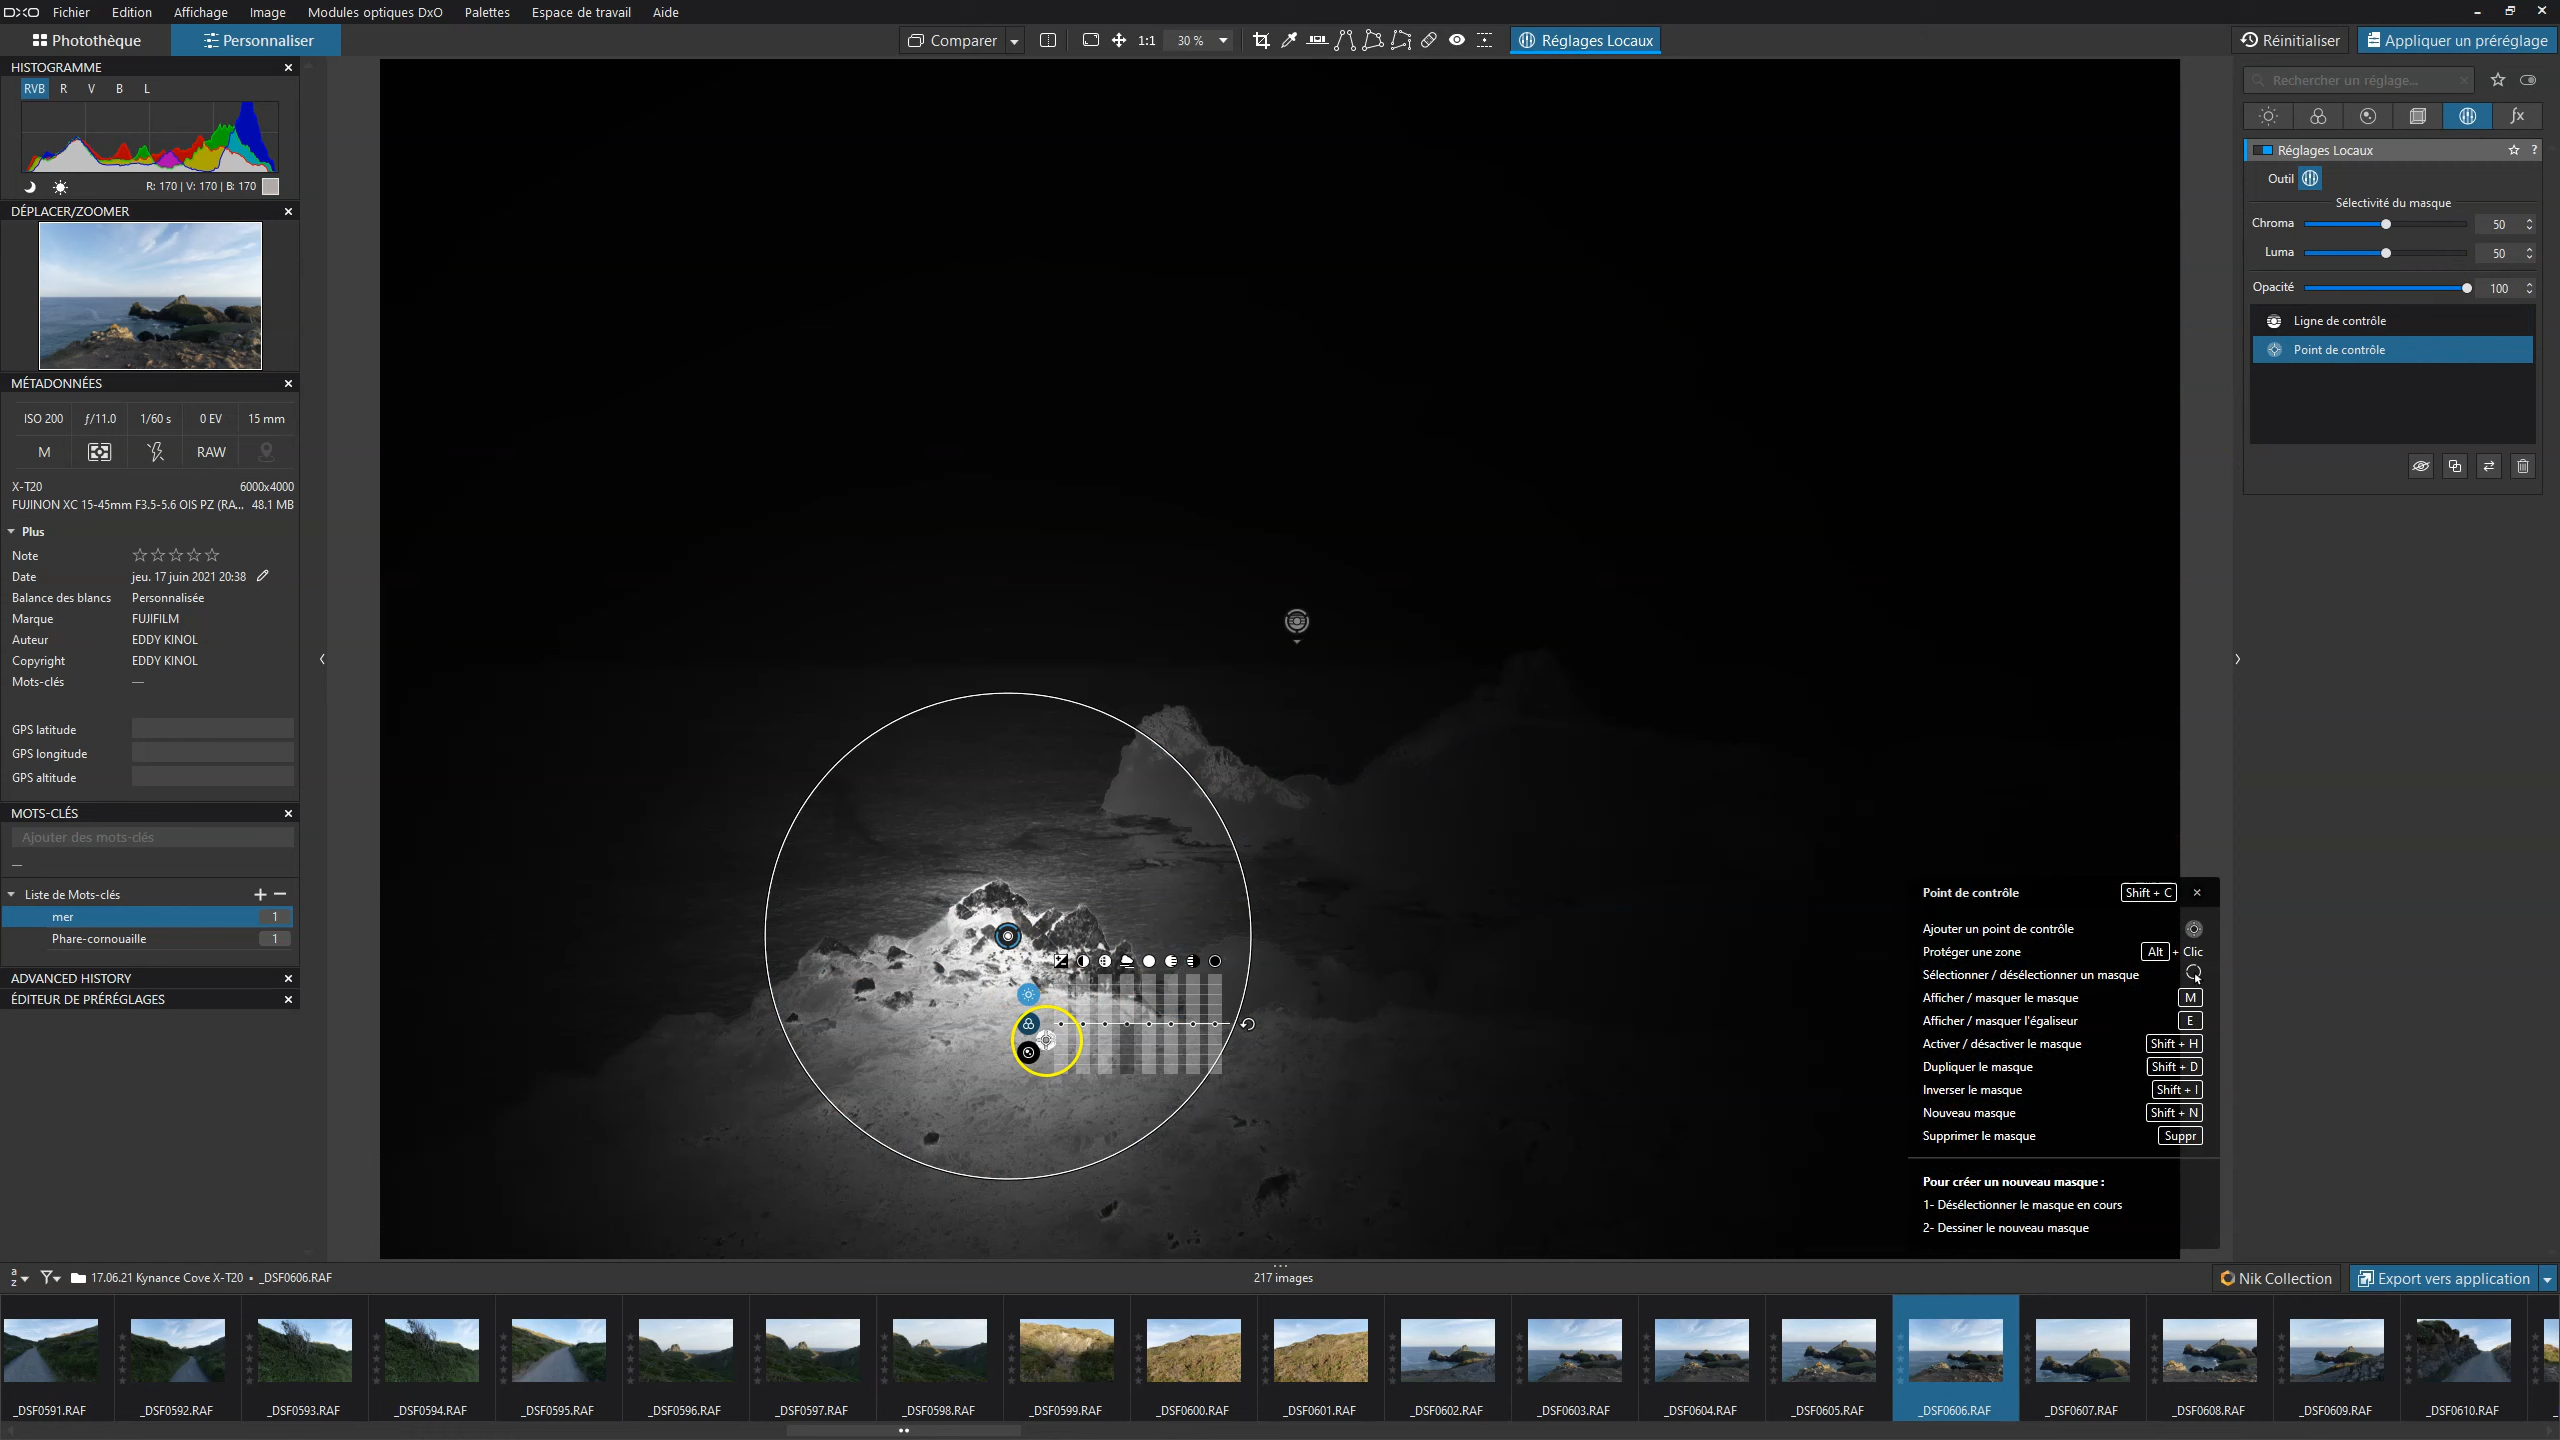 DXO Fichier Edition Affichage Image Modules optiques DxO Palettes Espace de travail Aide
Photothèque Personnaliser Comparer 1:1 30 % Réglages Locaux Réinitialiser Appliquer un préréglage
HISTOGRAMME
RVB R V B L
R: 170 | V: 170 | B: 170
DÉPLACER/ZOOMER
MÉTADONNÉES
ISO 200 ƒ/11.0 1/60 s 0 EV 15 mm
M RAW
X-T20 6000x4000
FUJINON XC 15-45mm F3.5-5.6 OIS PZ (RA... 48.1 MB
Plus
Note
Date jeu. 17 juin 2021 20:38
Balance des blancs Personnalisée
Marque FUJIFILM
Auteur EDDY KINOL
Copyright EDDY KINOL
Mots-clés —
GPS latitude
GPS longitude
GPS altitude
MOTS-CLÉS
Ajouter des mots-clés
—
Liste de Mots-clés
mer 1
Phare-cornouaille 1
ADVANCED HISTORY
ÉDITEUR DE PRÉRÉGLAGES
Rechercher un réglage...
fx
Réglages Locaux ?
Outil
Sélectivité du masque
Chroma 50
Luma 50
Opacité 100
Ligne de contrôle
Point de contrôle
Point de contrôle Shift + C
Ajouter un point de contrôle
Protéger une zone Alt + Clic
Sélectionner / désélectionner un masque
Afficher / masquer le masque M
Afficher / masquer l'égaliseur E
Activer / désactiver le masque Shift + H
Dupliquer le masque Shift + D
Inverser le masque Shift + I
Nouveau masque Shift + N
Supprimer le masque Suppr
Pour créer un nouveau masque :
1- Désélectionner le masque en cours
2- Dessiner le nouveau masque
a
z 17.06.21 Kynance Cove X-T20 • _DSF0606.RAF 217 images Nik Collection Export vers application
_DSF0591.RAF _DSF0592.RAF _DSF0593.RAF _DSF0594.RAF _DSF0595.RAF _DSF0596.RAF _DSF0597.RAF _DSF0598.RAF _DSF0599.RAF _DSF0600.RAF _DSF0601.RAF _DSF0602.RAF _DSF0603.RAF _DSF0604.RAF _DSF0605.RAF _DSF0606.RAF _DSF0607.RAF _DSF0608.RAF _DSF0609.RAF _DSF0610.RAF